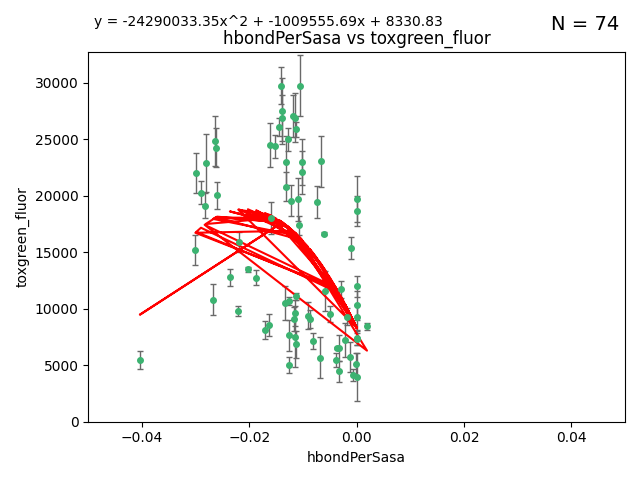 y = -24290033.35x^2 + -1009555.69x + 8330.83
N = 74
hbondPerSasa vs toxgreen_fluor
30000
25000
20000
15000
10000
5000
0
toxgreen_fluor
−0.04
−0.02
0.00
0.02
0.04
hbondPerSasa